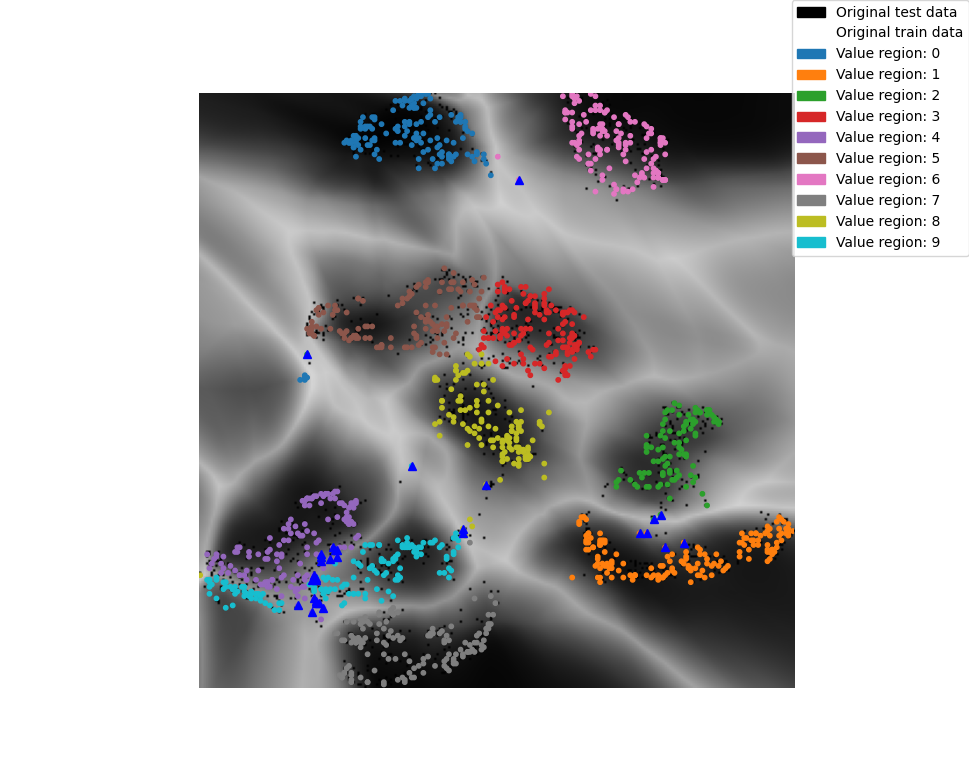 Original test data
Original train data
Value region: 0
Value region: 1
Value region: 2
Value region: 3
Value region: 4
Value region: 5
Value region: 6
Value region: 7
Value region: 8
Value region: 9